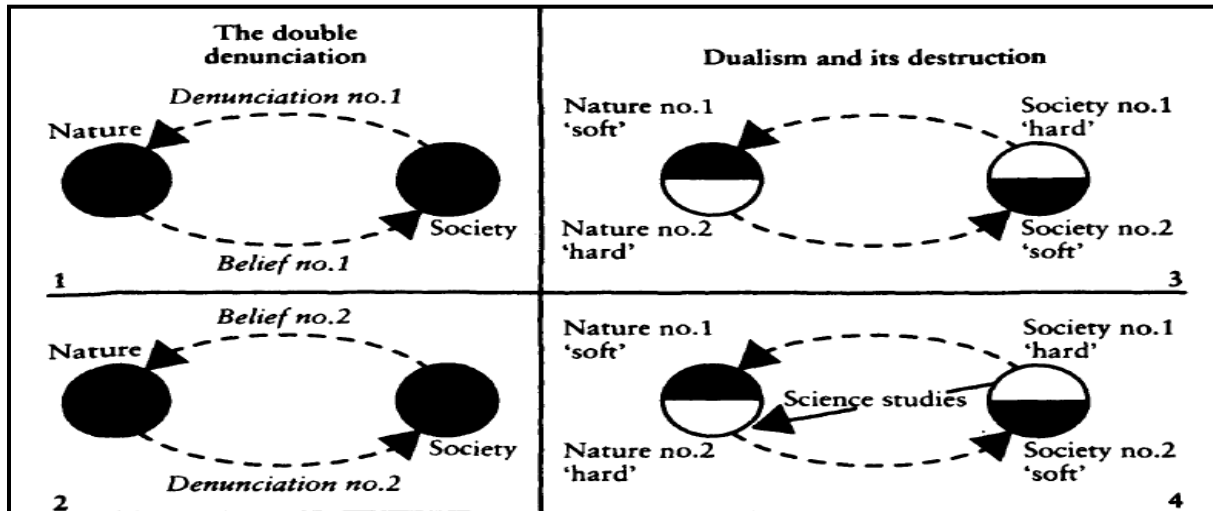 The double
denunciation
Denunciation no.1
Nature
Society
Belief no.1
1
Dualism and its destruction
Nature no.1
'soft'
Society no.1
'hard'
Nature no.2
'hard'
Society no.2
'soft'
3
Belief no.2
Nature
Society
Denunciation no.2
2
Nature no.1
'soft'
Society no.1
'hard'
Science studies
Nature no.2
'hard'
Society no.2
'soft'
4